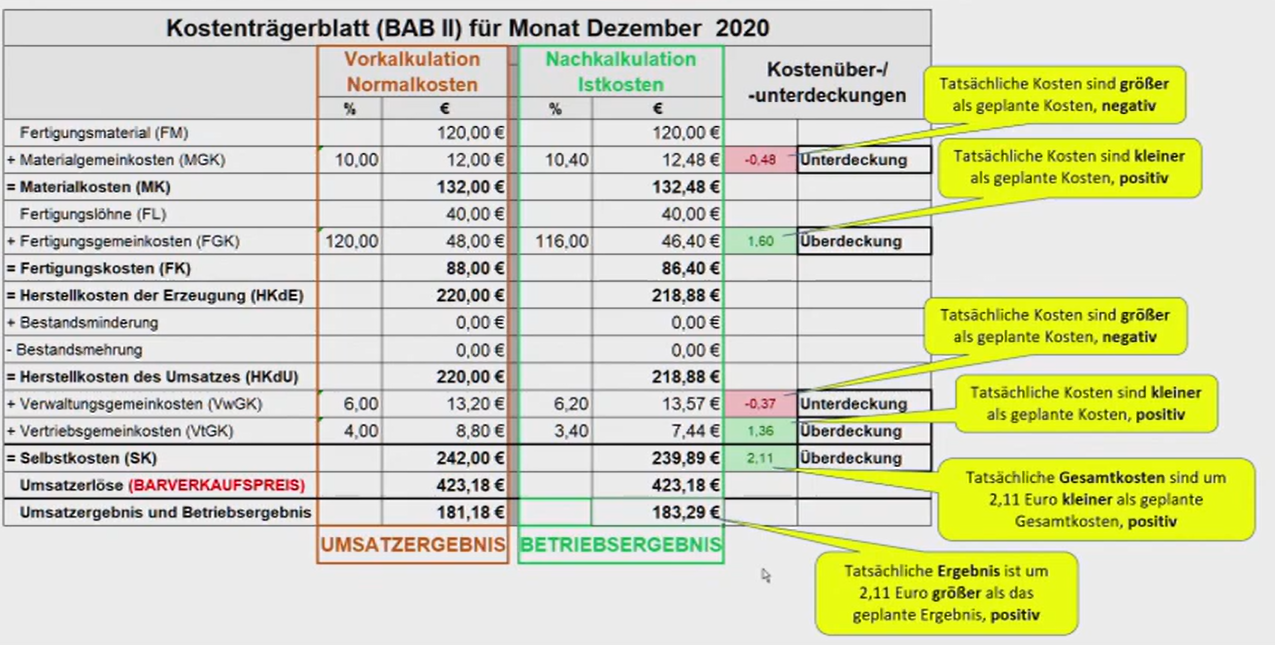 Kostenträgerblatt (BAB II) für Monat Dezember 2020
Vorkalkulation
Normalkosten
Nachkalkulation
Istkosten
Kostenüber-/
-unterdeckungen
% € % €
Fertigungsmaterial (FM) 120,00 € 120,00 €
+ Materialgemeinkosten (MGK) 10,00 12,00 € 10,40 12,48 € -0,48 Unterdeckung
= Materialkosten (MK) 132,00 € 132,48 €
Fertigungslöhne (FL) 40,00 € 40,00 €
+ Fertigungsgemeinkosten (FGK) 120,00 48,00 € 116,00 46,40 € 1,60 Überdeckung
= Fertigungskosten (FK) 88,00 € 86,40 €
= Herstellkosten der Erzeugung (HKdE) 220,00 € 218,88 €
+ Bestandsminderung 0,00 € 0,00 €
- Bestandsmehrung 0,00 € 0,00 €
= Herstellkosten des Umsatzes (HKdU) 220,00 € 218,88 €
+ Verwaltungsgemeinkosten (VwGK) 6,00 13,20 € 6,20 13,57 € -0,37 Unterdeckung
+ Vertriebsgemeinkosten (VtGK) 4,00 8,80 € 3,40 7,44 € 1,36 Überdeckung
= Selbstkosten (SK) 242,00 € 239,89 € 2,11 Überdeckung
Umsatzerlöse (BARVERKAUFSPREIS) 423,18 € 423,18 €
Umsatzergebnis und Betriebsergebnis 181,18 € 183,29 €
UMSATZERGEBNIS BETRIEBSERGEBNIS
Tatsächliche Kosten sind größer
als geplante Kosten, negativ
Tatsächliche Kosten sind kleiner
als geplante Kosten, positiv
Tatsächliche Kosten sind größer
als geplante Kosten, negativ
Tatsächliche Kosten sind kleiner
als geplante Kosten, positiv
Tatsächliche Gesamtkosten sind um
2,11 Euro kleiner als geplante
Gesamtkosten, positiv
Tatsächliche Ergebnis ist um
2,11 Euro größer als das
geplante Ergebnis, positiv